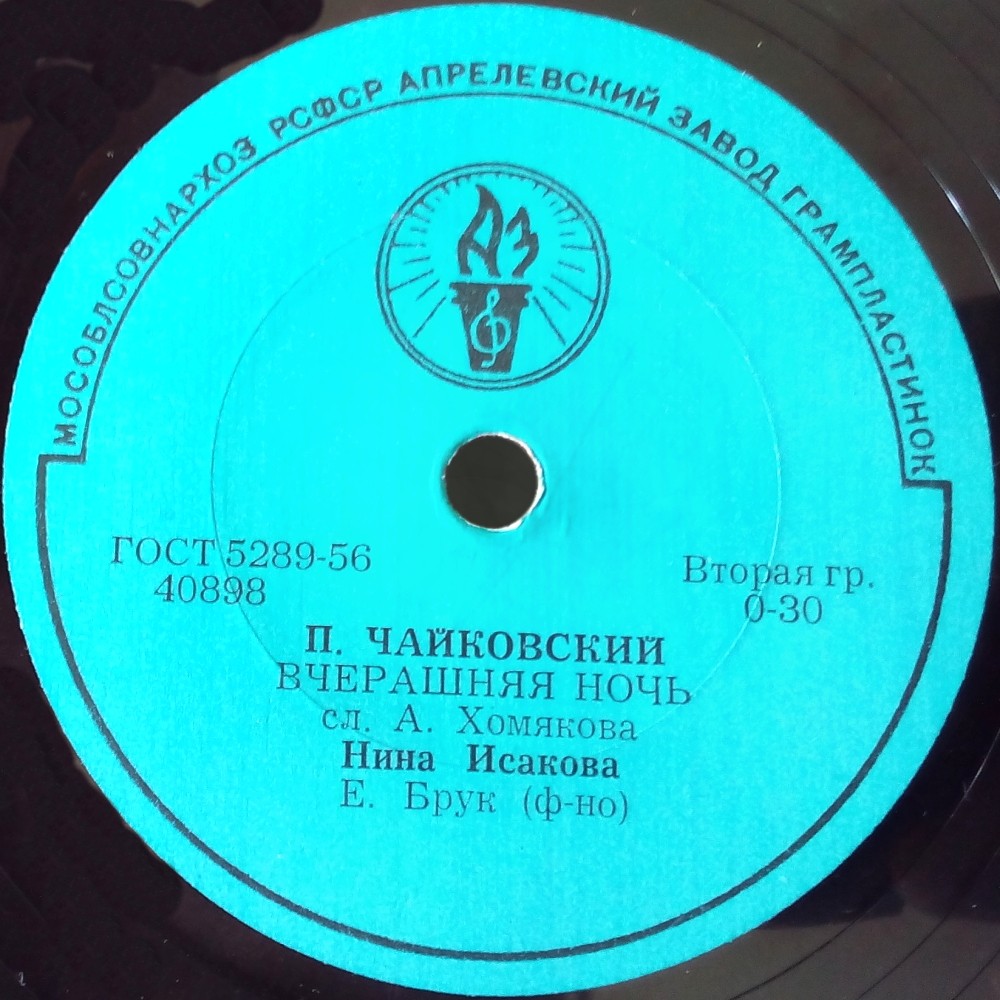 МОСОБЛСОВНАРХОЗ РСФСР АПРЕЛЕВСКИЙ ЗАВОД ГРАМПЛАСТИНОК
АЗ
ГОСТ 5289-56
40898
Вторая гр.
0-30
П. ЧАЙКОВСКИЙ
ВЧЕРАШНЯЯ НОЧЬ
сл. А. Хомякова
Нина Исакова
Е. Брук (ф-но)